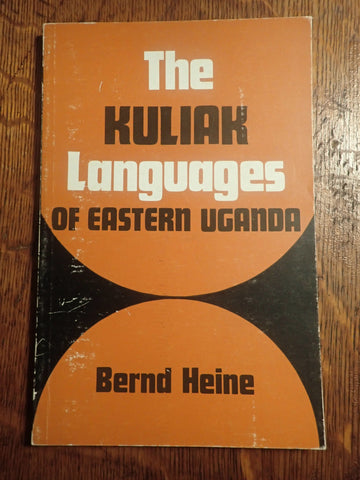 The
KULIAK
Languages
OF EASTERN UGANDA
Bernd Heine